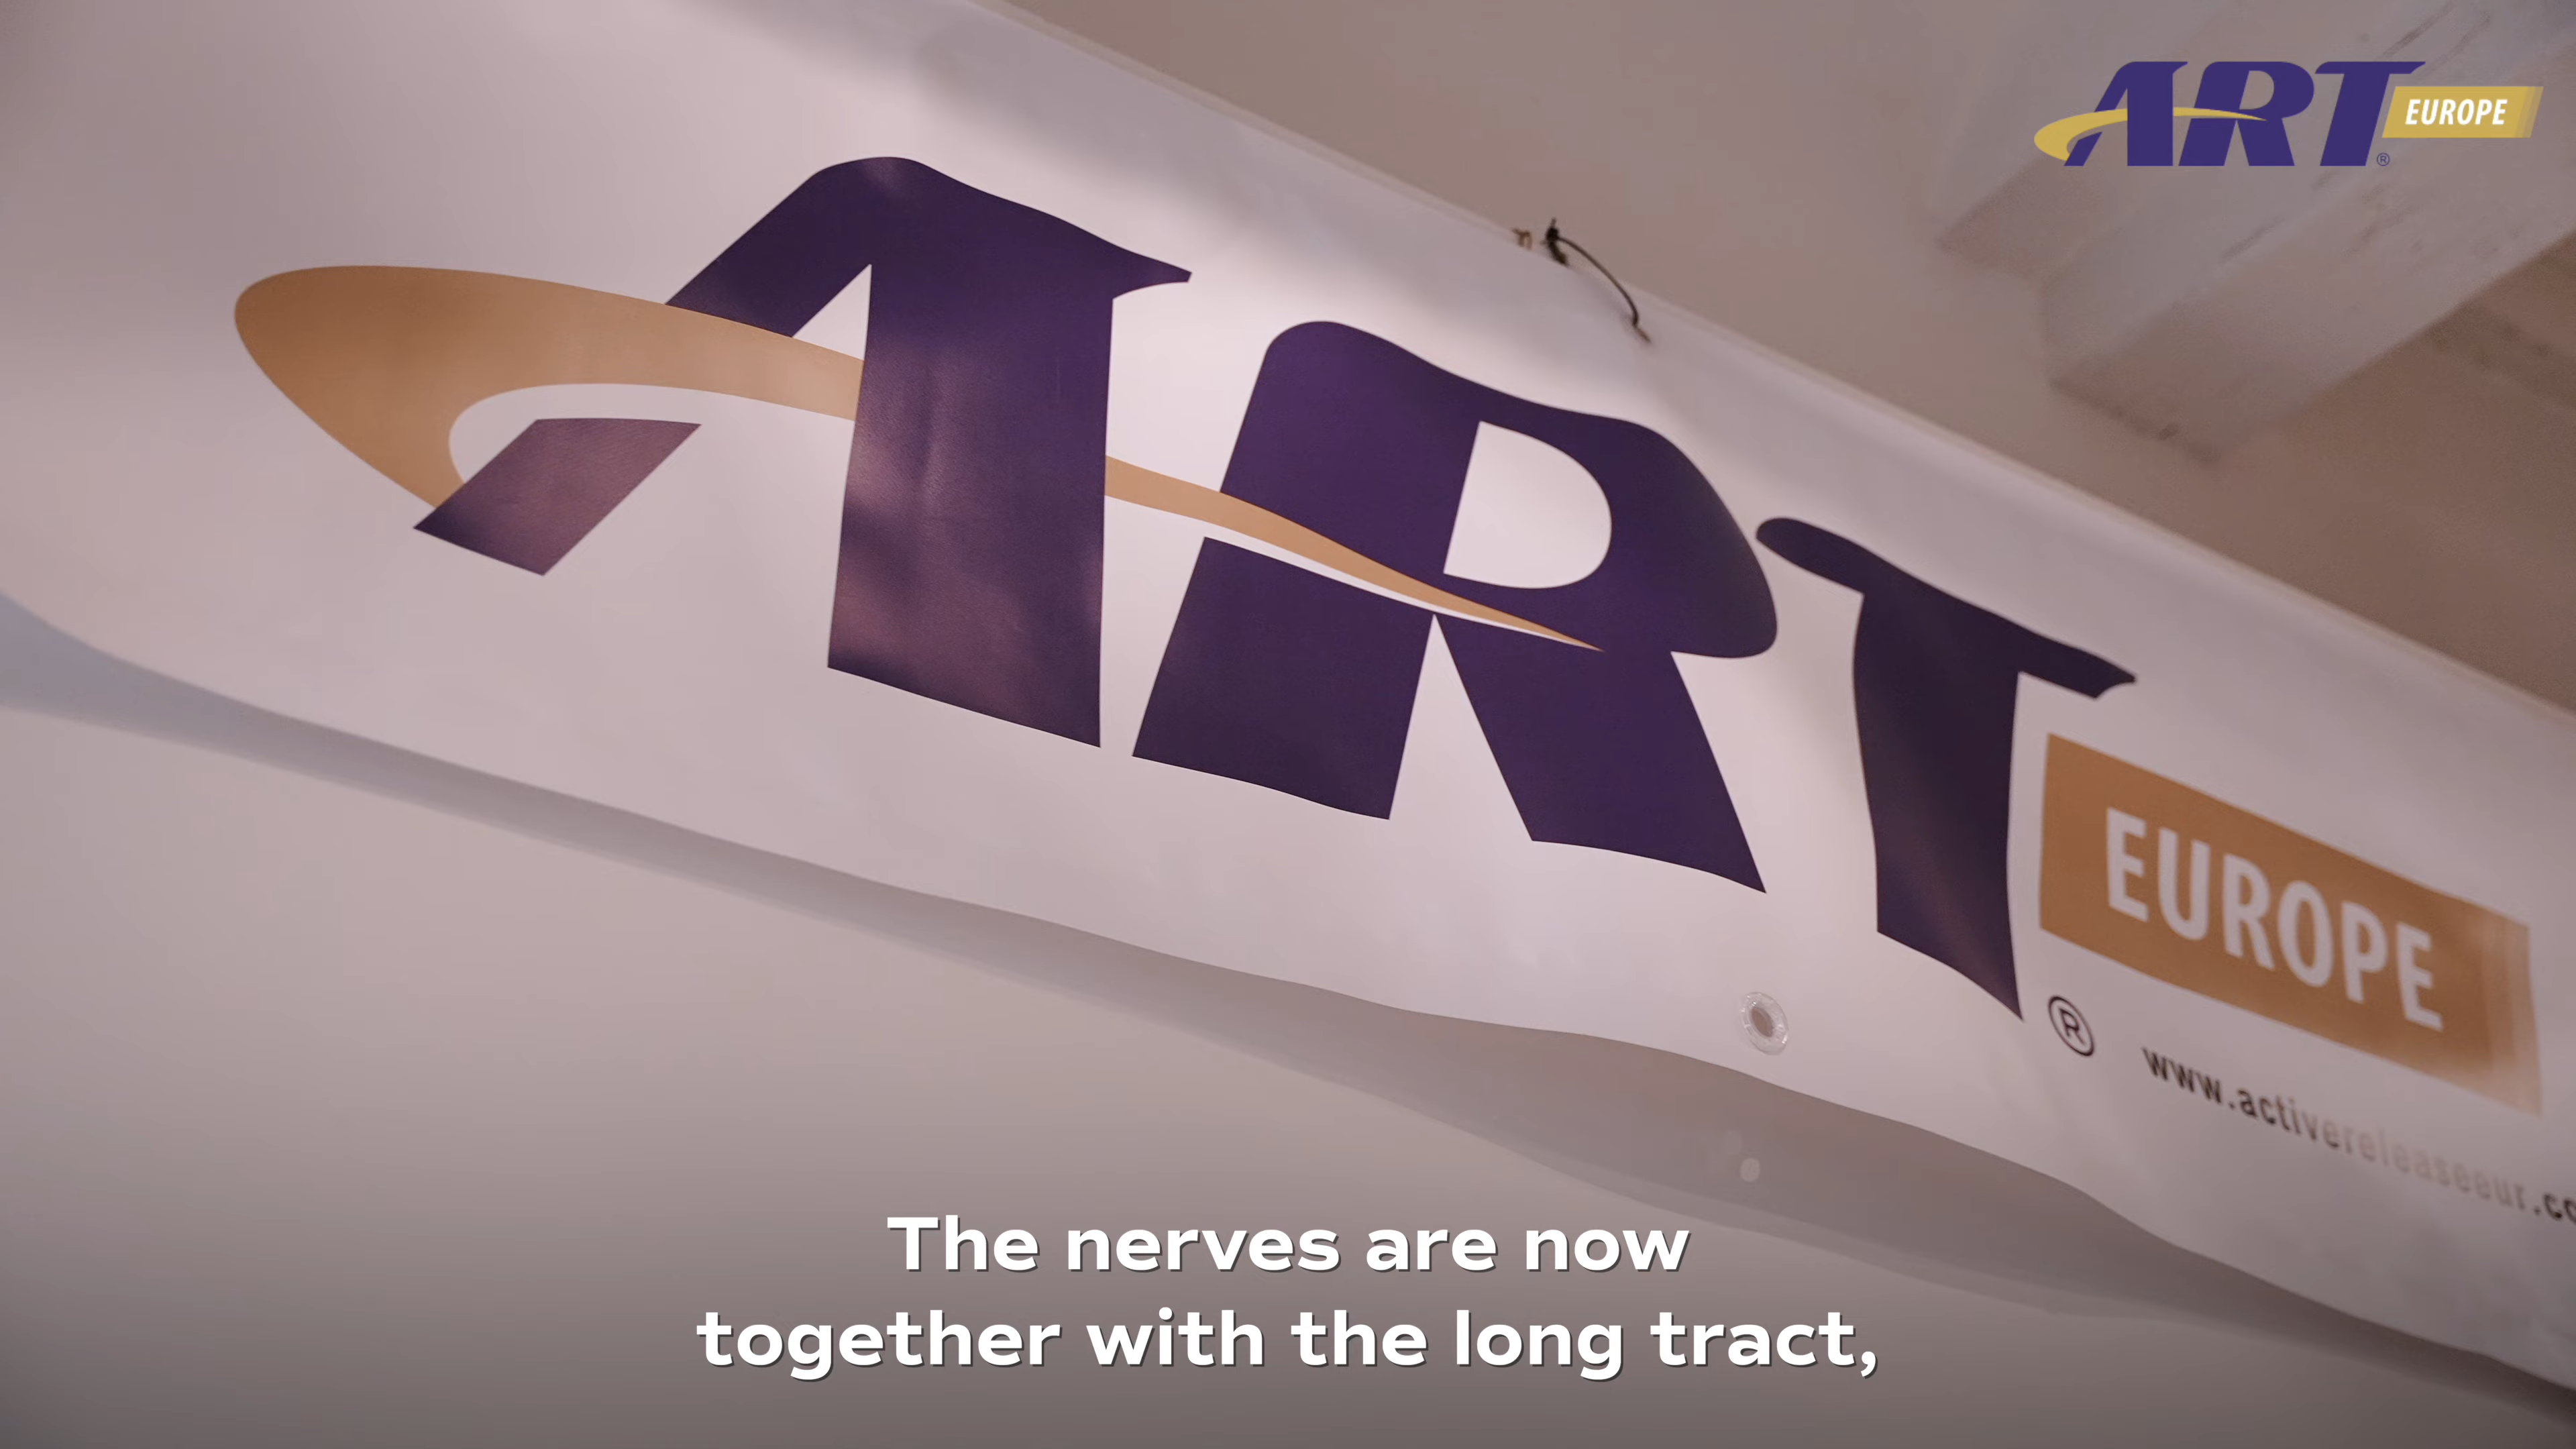 ART EUROPE
®
ART
EUROPE
®
www.activereleaseeur.co
The nerves are now
together with the long tract,